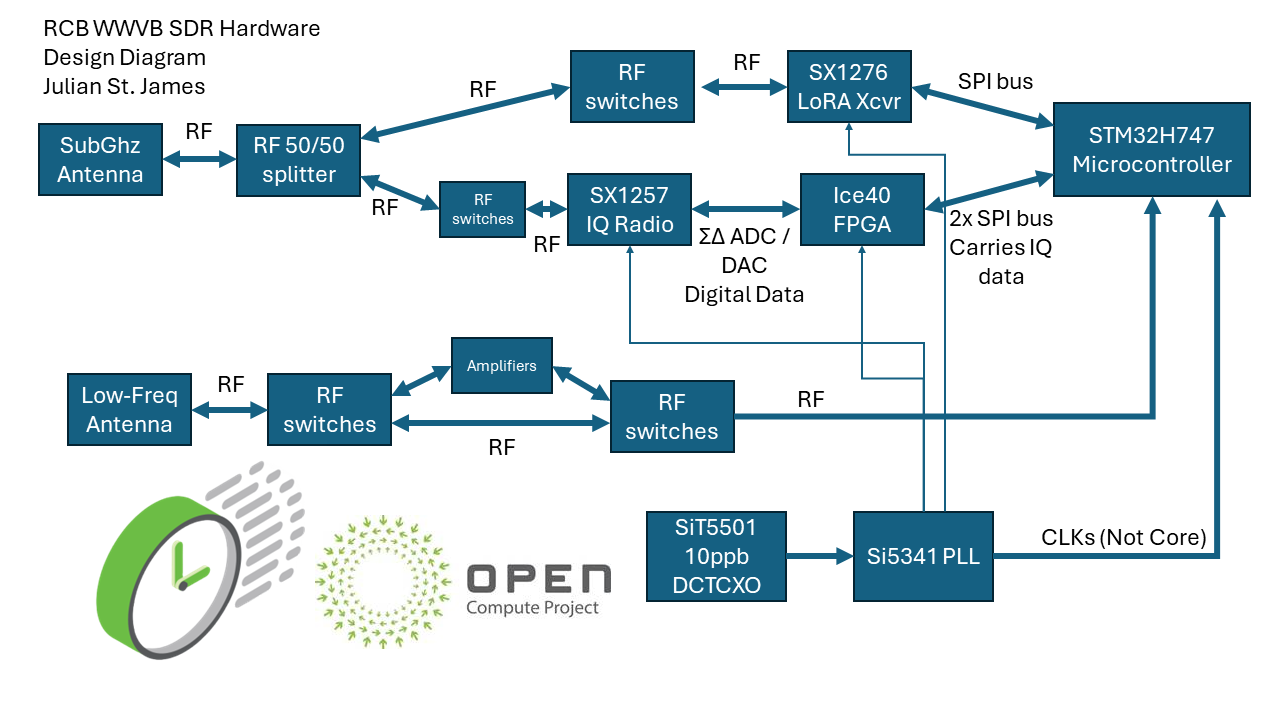 RCB WWVB SDR Hardware
Design Diagram
Julian St. James
SubGhz
Antenna
RF
RF 50/50
splitter
RF
RF
switches
RF
SX1276
LoRA Xcvr
SPI bus
STM32H747
Microcontroller
RF
RF
switches
RF
SX1257
IQ Radio
ΣΔ ADC /
DAC
Digital Data
Ice40
FPGA
2x SPI bus
Carries IQ
data
Low-Freq
Antenna
RF
RF
switches
Amplifiers
RF
RF
switches
RF
SiT5501
10ppb
DCTCXO
Si5341 PLL
CLKs (Not Core)
OPEN
Compute Project